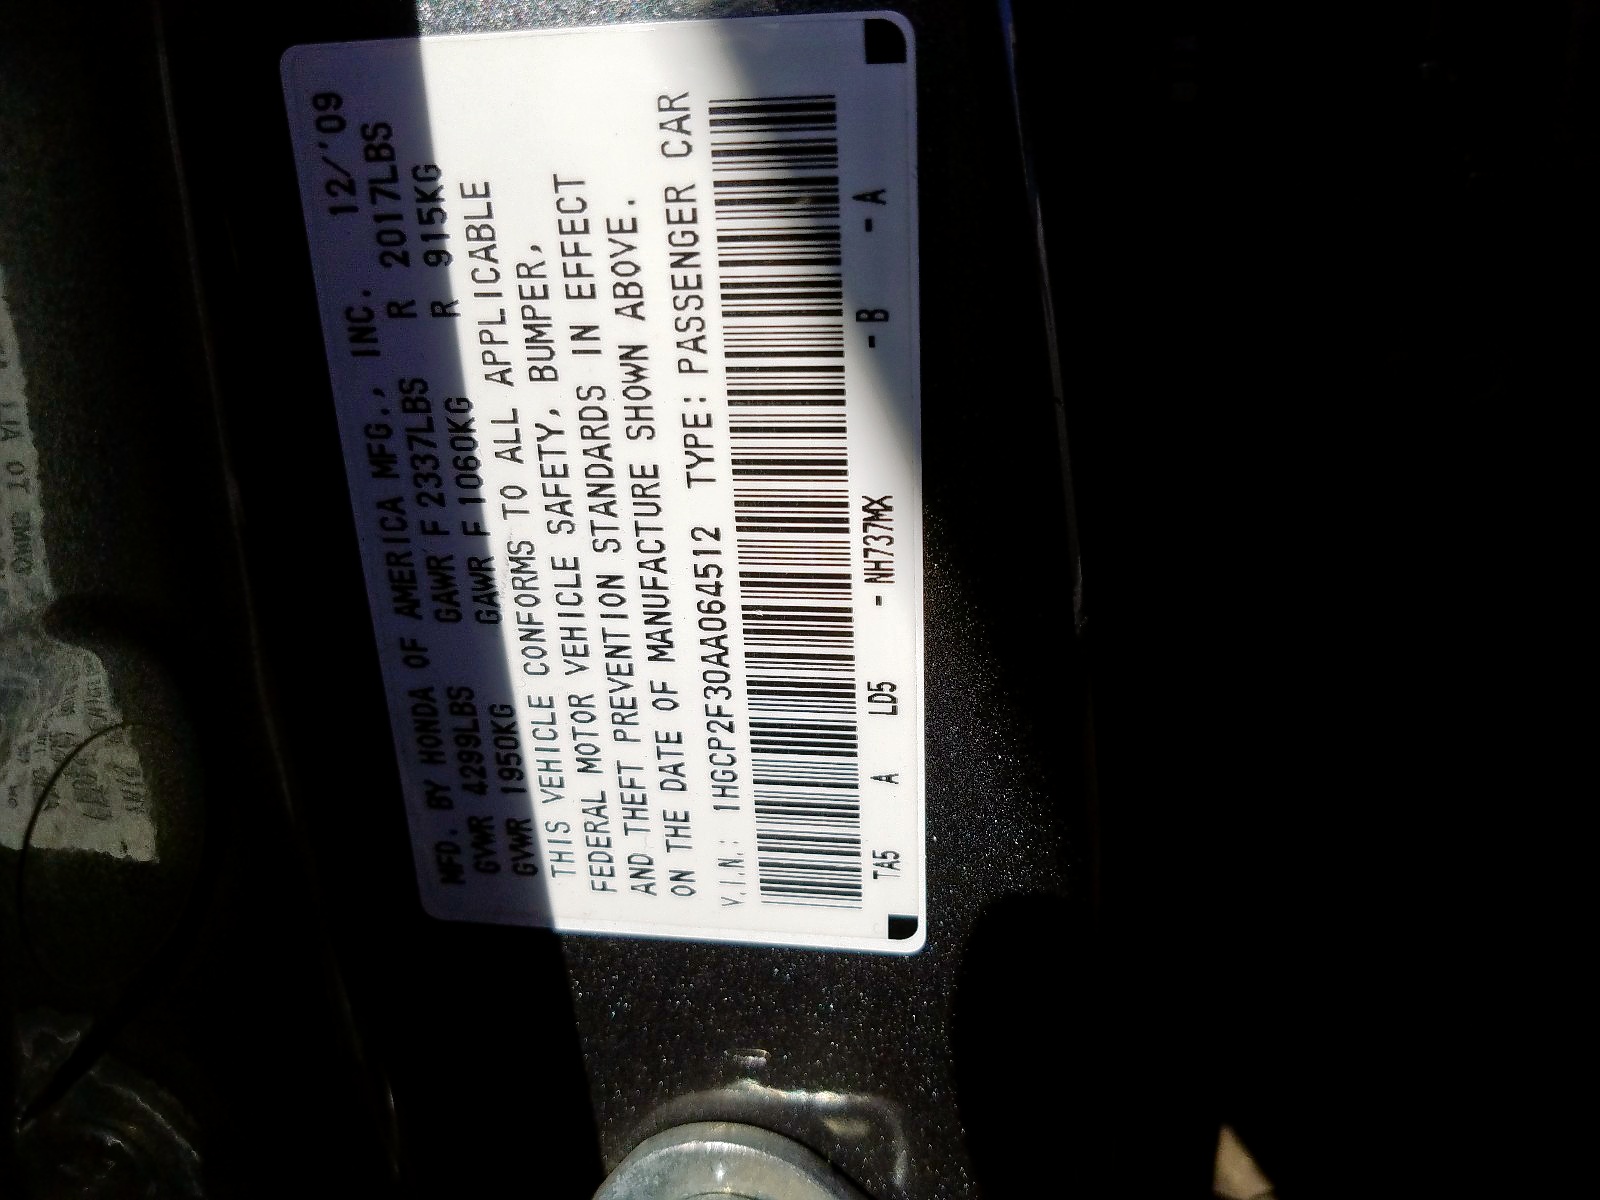 MFD. BY HONDA OF AMERICA MFG., INC. 12/'09
GVWR 4299LBS GAWR F 2337LBS R 2017LBS
GVWR 1950KG GAWR F 1060KG R 915KG
THIS VEHICLE CONFORMS TO ALL APPLICABLE
FEDERAL MOTOR VEHICLE SAFETY, BUMPER,
AND THEFT PREVENTION STANDARDS IN EFFECT
ON THE DATE OF MANUFACTURE SHOWN ABOVE.
V.I.N.: 1HGCP2F30AA064512 TYPE: PASSENGER CAR
TA5 A LD5 - NH737MX - B - A